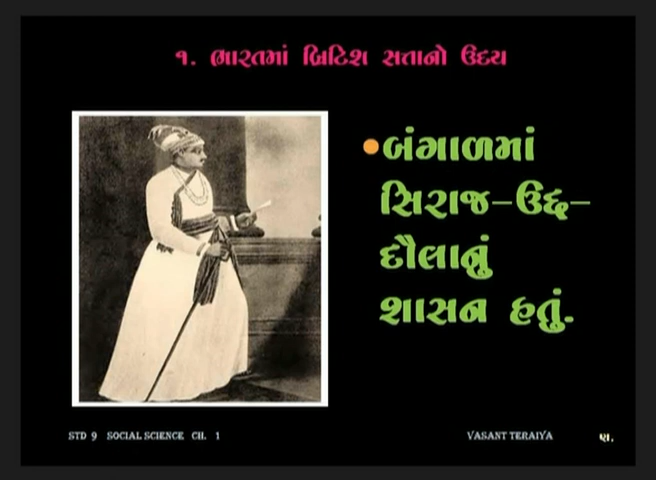 ૧. ભારતમાં બ્રિટિશ સત્તાનો ઉદય
•બંગાળમાં
સિરાજ-ઉદ્દ-
દૌલાનું
શાસન હતું.
STD 9 SOCIAL SCIENCE CH. 1
VASANT TERAIYA